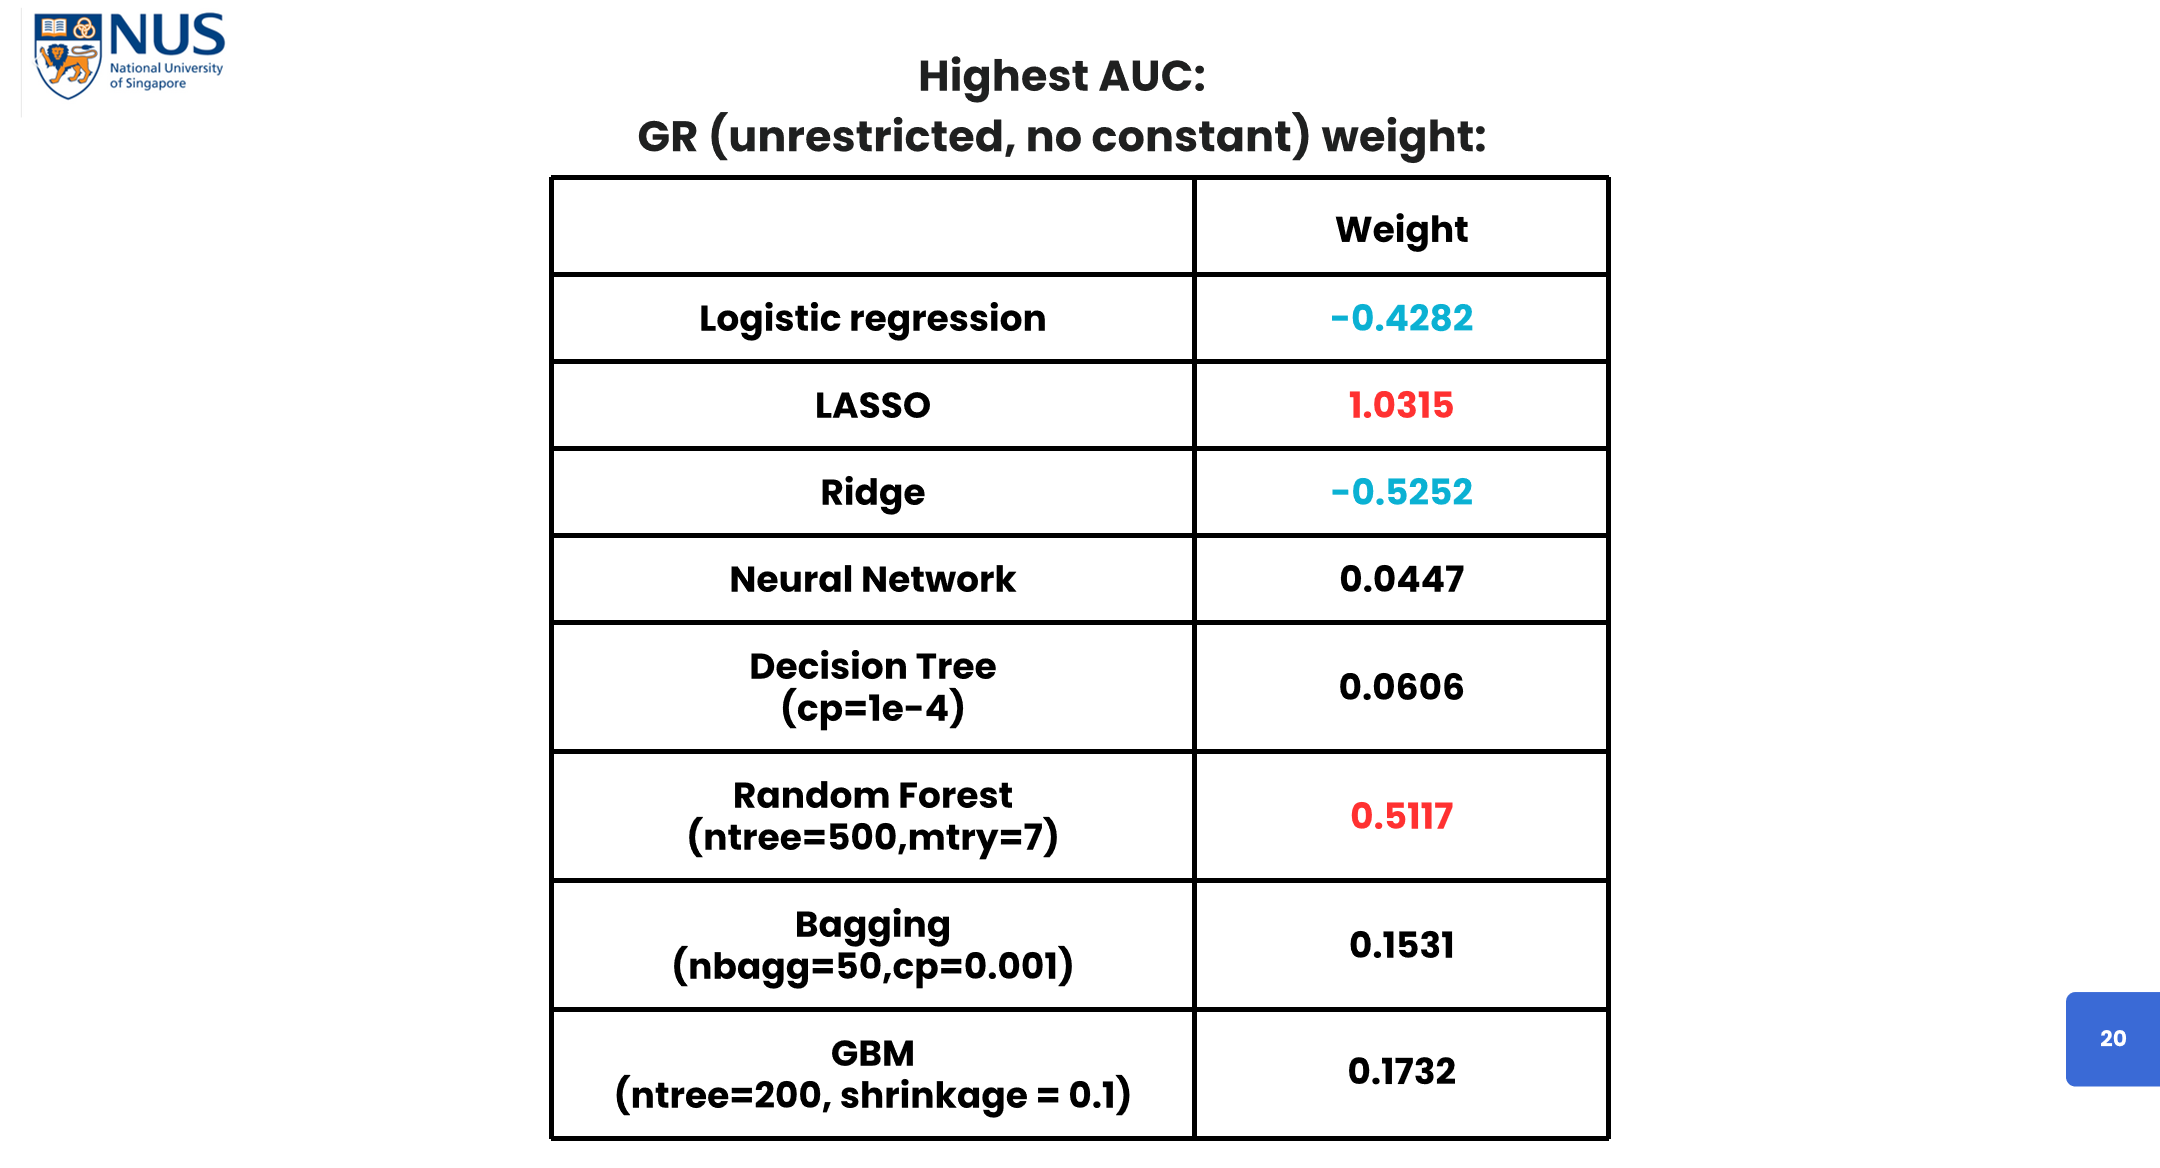 NUS
National University
of Singapore
Highest AUC:
GR (unrestricted, no constant) weight:
Weight
Logistic regression
-0.4282
LASSO
1.0315
Ridge
-0.5252
Neural Network
0.0447
Decision Tree
(cp=1e-4)
0.0606
Random Forest
(ntree=500,mtry=7)
0.5117
Bagging
(nbagg=50,cp=0.001)
0.1531
GBM
(ntree=200, shrinkage = 0.1)
0.1732
20